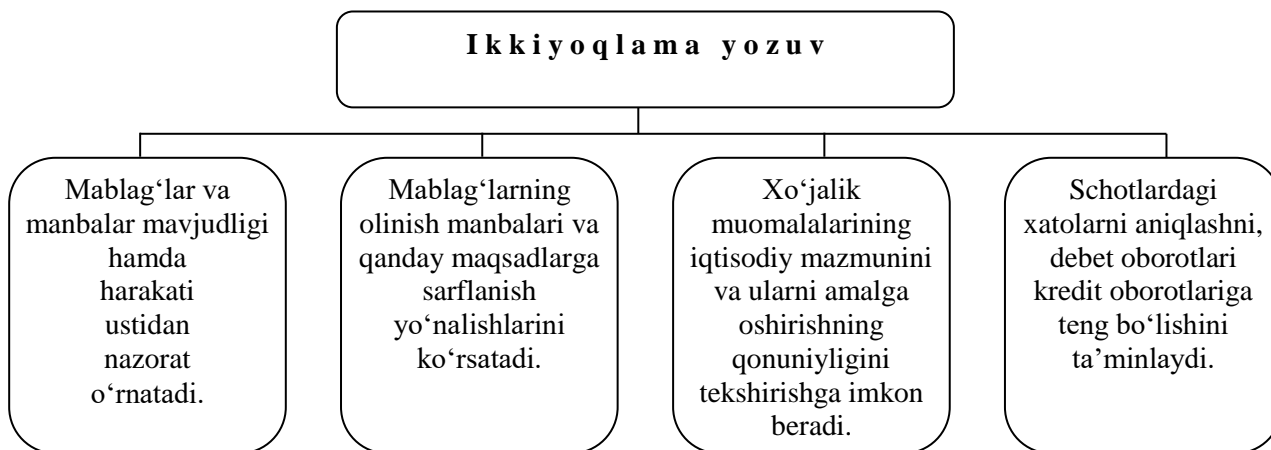 Ikkiyoqlama yozuv
Mablag‘lar va
manbalar mavjudligi
hamda
harakati
ustidan
nazorat
o‘rnatadi.
Mablag‘larning
olinish manbalari va
qanday maqsadlarga
sarflanish
yo‘nalishlarini
ko‘rsatadi.
Xo‘jalik
muomalalarining
iqtisodiy mazmunini
va ularni amalga
oshirishning
qonuniyligini
tekshirishga imkon
beradi.
Schotlardagi
xatolarni aniqlashni,
debet oborotlari
kredit oborotlariga
teng bo‘lishini
ta’minlaydi.